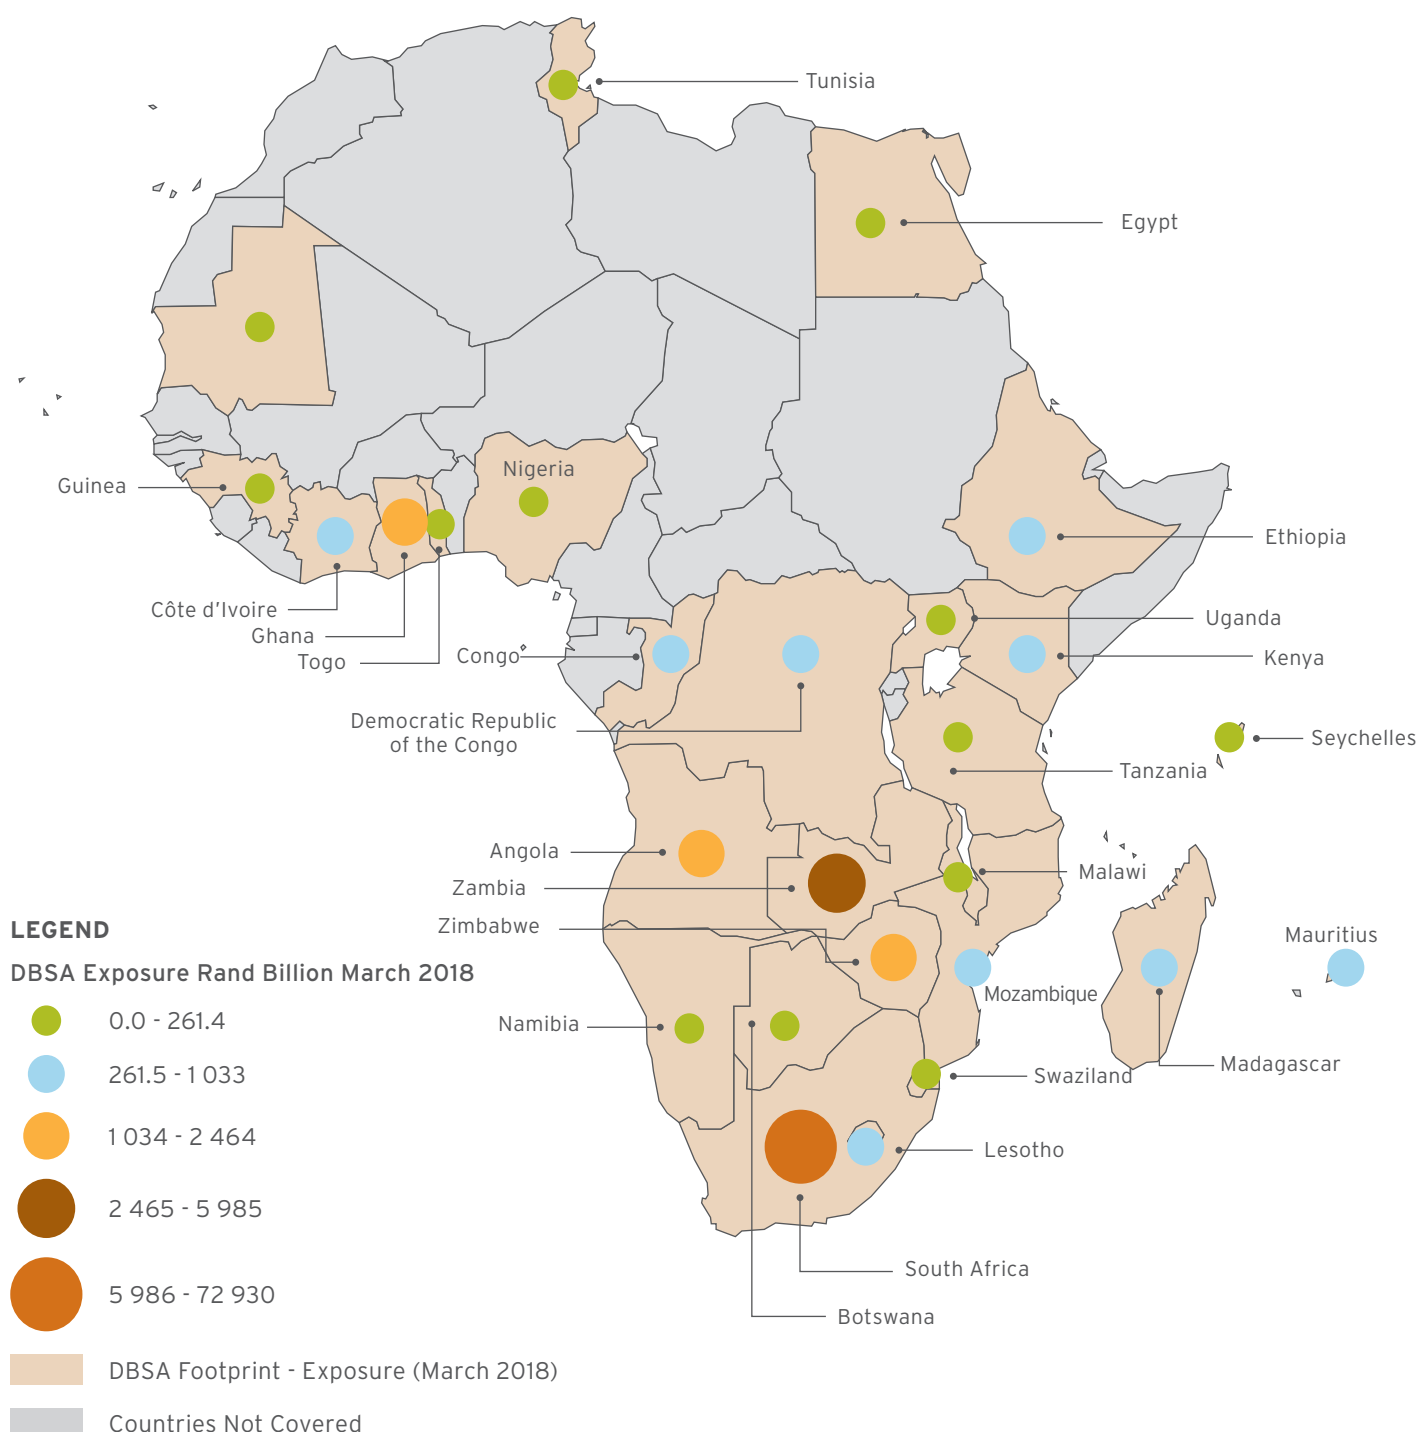 Tunisia
Egypt
Nigeria
Guinea
Ethiopia
Côte d'Ivoire
Ghana
Togo
Congo
Uganda
Kenya
Democratic Republic
of the Congo
Seychelles
Tanzania
Angola
Zambia
Malawi
Zimbabwe
Mauritius
Mozambique
Namibia
Swaziland
Madagascar
Lesotho
South Africa
Botswana
LEGEND
DBSA Exposure Rand Billion March 2018
0.0 - 261.4
261.5 - 1 033
1 034 - 2 464
2 465 - 5 985
5 986 - 72 930
DBSA Footprint - Exposure (March 2018)
Countries Not Covered